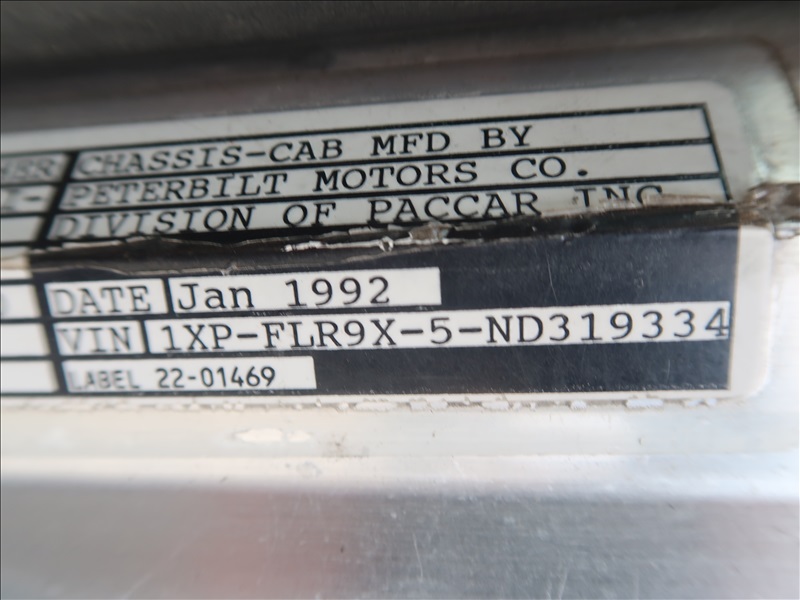 CHASSIS-CAB MFD BY
PETERBILT MOTORS CO.
DIVISION OF PACCAR INC
DATE Jan 1992
VIN 1XP-FLR9X-5-ND319334
LABEL 22-01469